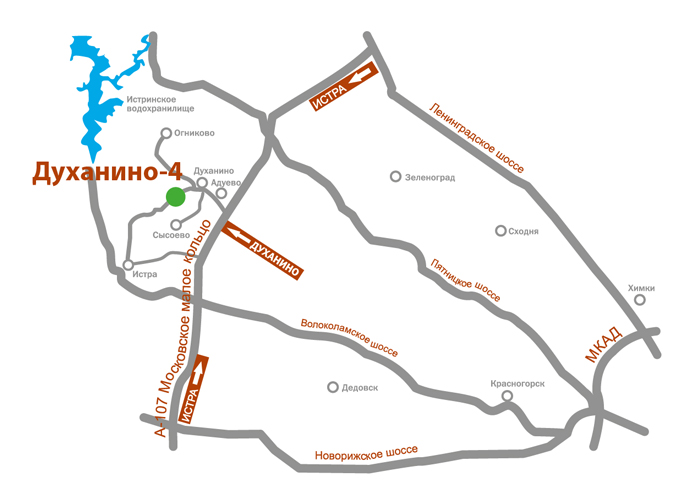 ИСТРА
Истринское
водохранилище
Ленинградское шоссе
Огниково
Духанино-4
Духанино
Адуево
Зеленоград
Сысоево
Сходня
ДУХАНИНО
Истра
Пятницкое шоссе
Химки
А-107 Московское малое кольцо
Волоколамское шоссе
МКАД
ИСТРА
Дедовск
Красногорск
Новорижское шоссе